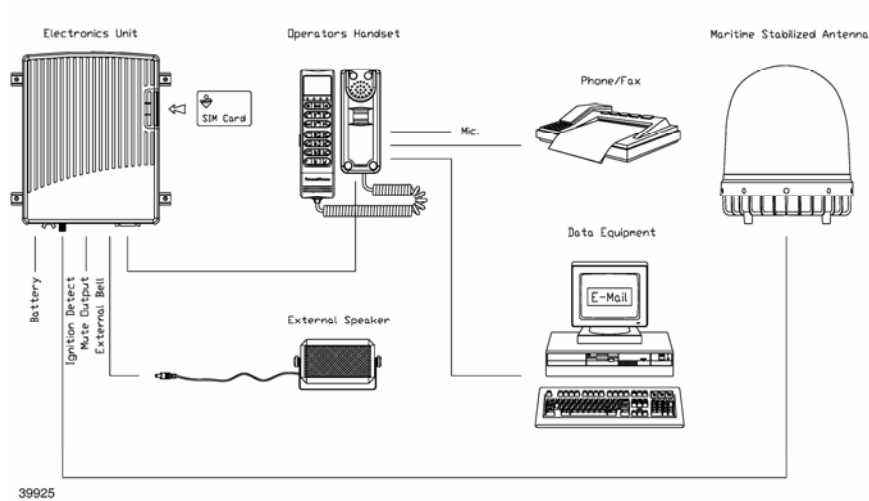 Electronics Unit
Operators Handset
Maritime Stabilized Antenna
Phone/Fax
SIM Card
Mic.
Data Equipment
E-Mail
Battery
Ignition Detect
Mute Output
External Bell
External Speaker
39925